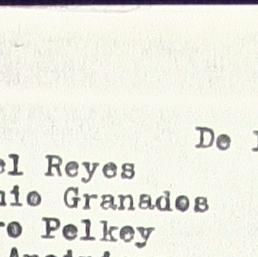 De
el Reyes
nio Granados
ro Pelkey